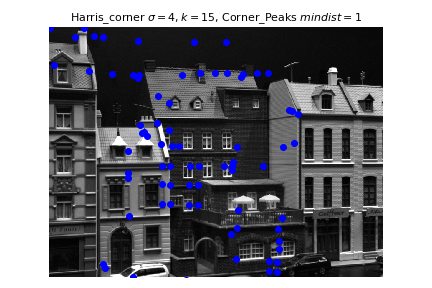 Harris_corner σ = 4, k = 15, Corner_Peaks mindist = 1